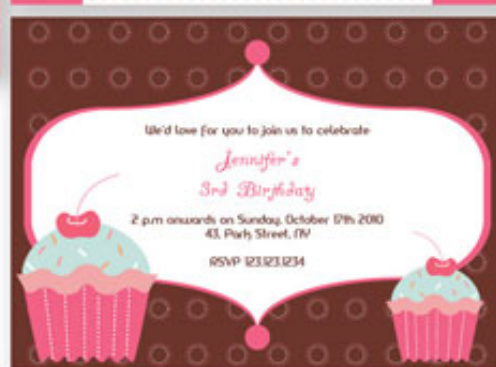 We'd love for you to join us to celebrate
Jennifer's
3rd Birthday
2 p.m onwards on Sunday, October 17th 2010
43, Park Street, NY
RSVP 123.123.1234